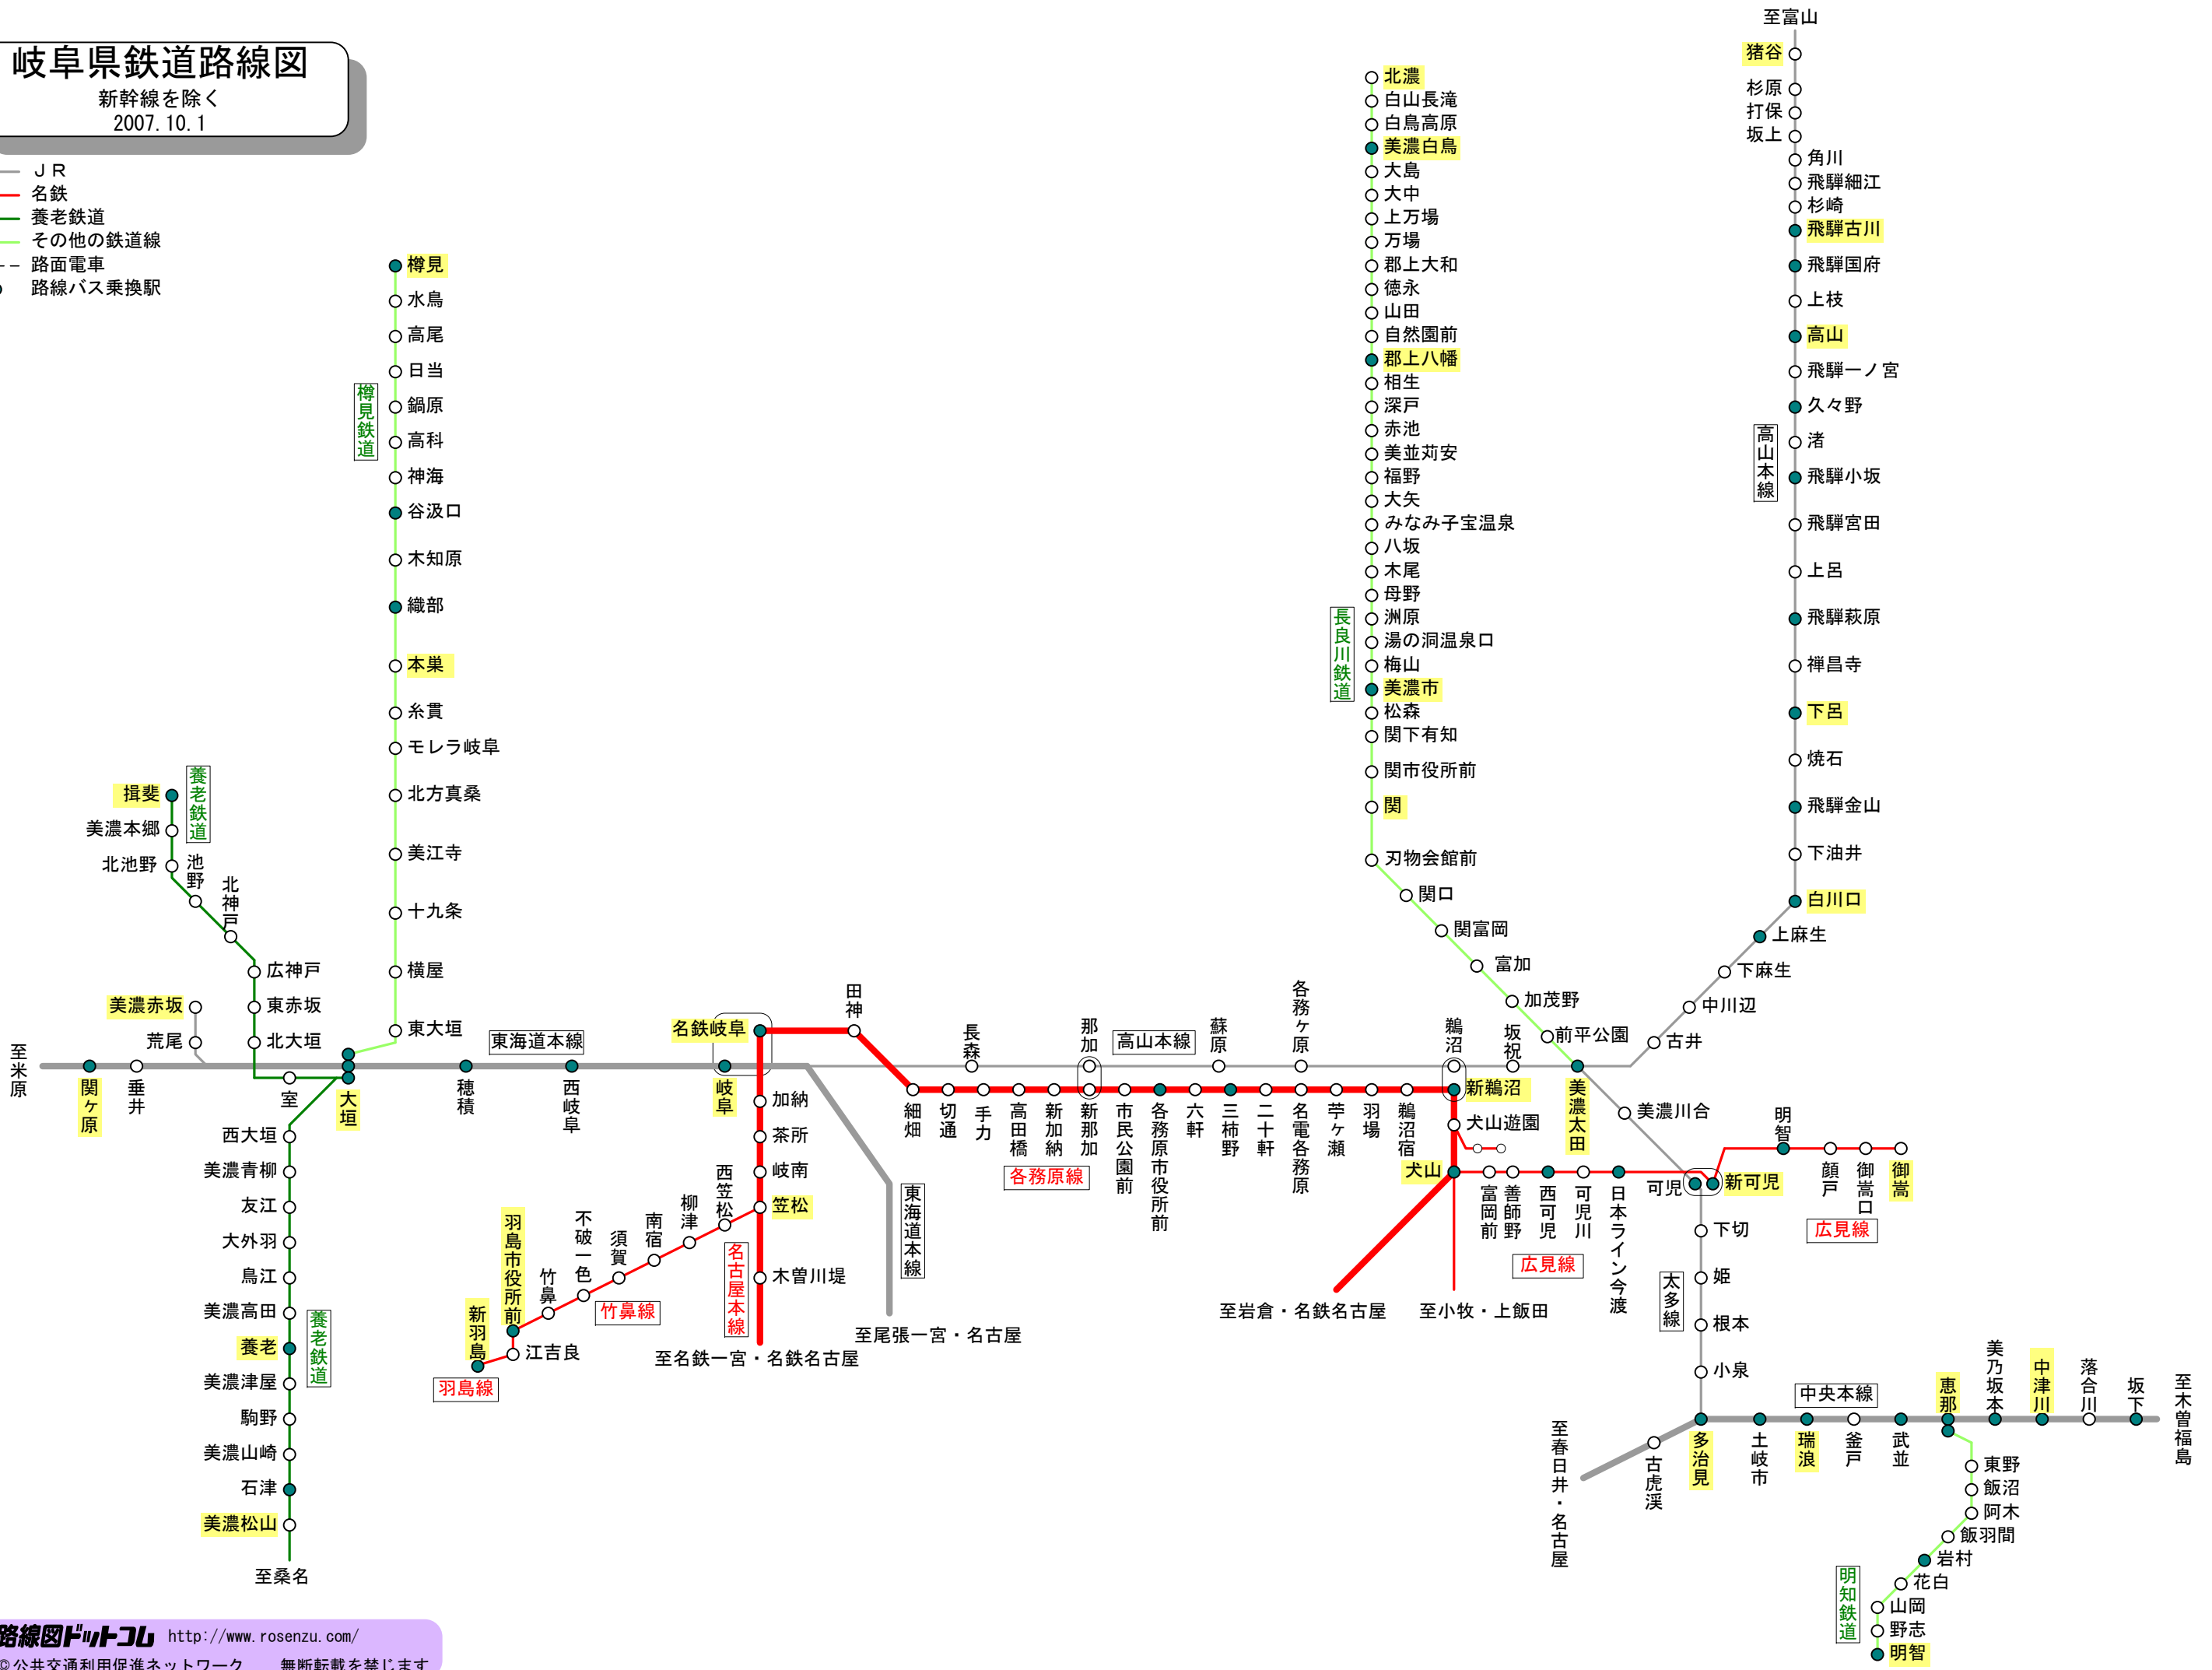 岐阜県鉄道路線図
新幹線を除く
2007.10.1
ＪＲ
名鉄
養老鉄道
その他の鉄道線
路面電車
路線バス乗換駅
樽見
水鳥
高尾
日当
鍋原
高科
神海
谷汲口
木知原
織部
本巣
糸貫
モレラ岐阜
北方真桑
美江寺
十九条
横屋
東大垣
樽見鉄道
養老鉄道
揖斐
美濃本郷
北池野
池野
北神戸
広神戸
東赤坂
北大垣
室
美濃赤坂
荒尾
至米原
関ヶ原
垂井
大垣
穂積
東海道本線
西岐阜
岐阜
西大垣
美濃青柳
友江
大外羽
烏江
美濃高田
養老
美濃津屋
駒野
美濃山崎
石津
美濃松山
至桑名
養老鉄道
名鉄岐阜
田神
細畑
切通
手力
高田橋
新加納
新那加
市民公園前
各務原市役所前
六軒
三柿野
二十軒
名電各務原
苧ヶ瀬
羽場
鵜沼宿
新鵜沼
各務原線
加納
茶所
岐南
笠松
木曽川堤
名古屋本線
至名鉄一宮・名鉄名古屋
西笠松
柳津
南宿
須賀
不破一色
竹鼻
羽島市役所前
江吉良
新羽島
竹鼻線
羽島線
東海道本線
至尾張一宮・名古屋
長森
那加
高山本線
蘇原
各務ヶ原
鵜沼
坂祝
美濃太田
北濃
白山長滝
白鳥高原
美濃白鳥
大島
大中
上万場
万場
郡上大和
徳永
山田
自然園前
郡上八幡
相生
深戸
赤池
美並苅安
福野
大矢
みなみ子宝温泉
八坂
木尾
母野
洲原
湯の洞温泉口
梅山
美濃市
松森
関下有知
関市役所前
関
刃物会館前
関口
関富岡
富加
加茂野
前平公園
長良川鉄道
至富山
猪谷
杉原
打保
坂上
角川
飛騨細江
杉崎
飛騨古川
飛騨国府
上枝
高山
飛騨一ノ宮
久々野
渚
飛騨小坂
飛騨宮田
上呂
飛騨萩原
禅昌寺
下呂
焼石
飛騨金山
下油井
白川口
上麻生
下麻生
中川辺
古井
高山本線
犬山遊園
犬山
富岡前
善師野
西可児
可児川
日本ライン今渡
新可児
明智
顔戸
御嵩口
御嵩
広見線
広見線
至岩倉・名鉄名古屋
至小牧・上飯田
美濃川合
可児
下切
姫
根本
小泉
太多線
至春日井・名古屋
古虎渓
多治見
土岐市
瑞浪
釜戸
武並
恵那
美乃坂本
中津川
落合川
坂下
至木曽福島
中央本線
東野
飯沼
阿木
飯羽間
岩村
花白
山岡
野志
明智
明知鉄道
路線図ドットコム http://www.rosenzu.com/
©公共交通利用促進ネットワーク 無断転載を禁じます